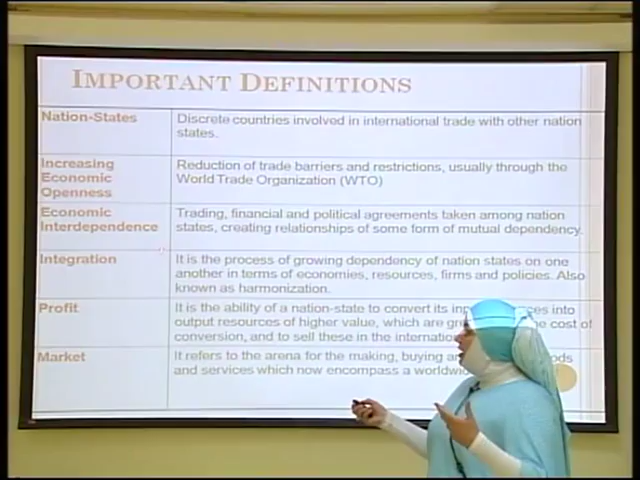 IMPORTANT DEFINITIONS
Nation-States
Discrete countries involved in international trade with other nation
states.
Increasing
Economic
Openness
Reduction of trade barriers and restrictions, usually through the
World Trade Organization (WTO)
Economic
Interdependence
Trading, financial and political agreements taken among nation
states, creating relationships of some form of mutual dependency.
Integration
It is the process of growing dependency of nation states on one
another in terms of economies, resources, firms and policies. Also
known as harmonization.
Profit
It is the ability of a nation-state to convert its into
output resources of higher value, which are cost of
conversion, and to sell these in the
Market
It refers to the arena for the making, buying
and services which now encompass a